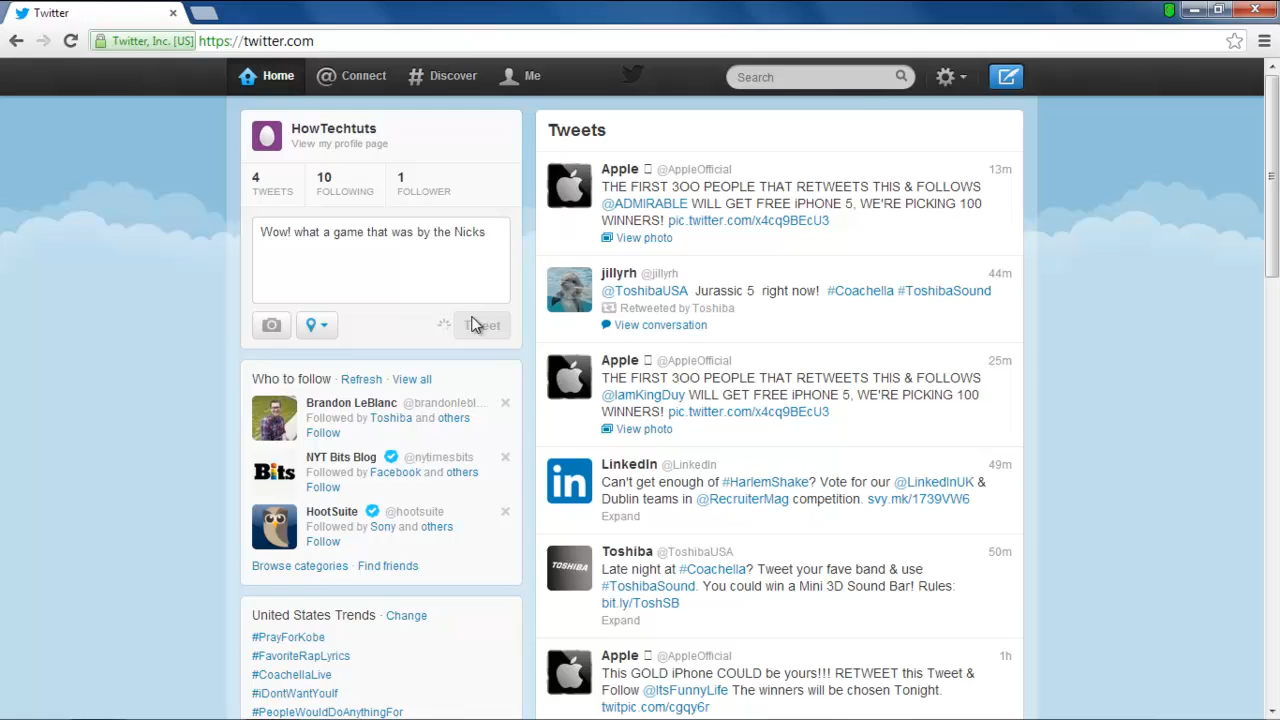 Twitter
Twitter, Inc. [US] https://twitter.com
Home Connect Discover Me Search
HowTechtuts
View my profile page
4 10 1
TWEETS FOLLOWING FOLLOWER
Wow! what a game that was by the Nicks
Tweet
Who to follow · Refresh · View all
Brandon LeBlanc @brandonlebl...
Followed by Toshiba and others
Follow
NYT Bits Blog @nytimesbits
Followed by Facebook and others
Follow
Bits
HootSuite @hootsuite
Followed by Sony and others
Follow
Browse categories · Find friends
United States Trends · Change
#PrayForKobe
#FavoriteRapLyrics
#CoachellaLive
#iDontWantYouIf
#PeopleWouldDoAnythingFor
Tweets
Apple @AppleOfficial 13m
THE FIRST 3OO PEOPLE THAT RETWEETS THIS & FOLLOWS
@ADMIRABLE WILL GET FREE iPHONE 5, WE'RE PICKING 100
WINNERS! pic.twitter.com/x4cq9BEcU3
View photo
jillyrh @jillyrh 44m
@ToshibaUSA Jurassic 5 right now! #Coachella #ToshibaSound
Retweeted by Toshiba
View conversation
Apple @AppleOfficial 25m
THE FIRST 3OO PEOPLE THAT RETWEETS THIS & FOLLOWS
@IamKingDuy WILL GET FREE iPHONE 5, WE'RE PICKING 100
WINNERS! pic.twitter.com/x4cq9BEcU3
View photo
LinkedIn @LinkedIn 49m
Can't get enough of #HarlemShake? Vote for our @LinkedInUK &
Dublin teams in @RecruiterMag competition. svy.mk/1739VW6
Expand
in
Toshiba @ToshibaUSA 50m
Late night at #Coachella? Tweet your fave band & use
#ToshibaSound. You could win a Mini 3D Sound Bar! Rules:
bit.ly/ToshSB
Expand
TOSHIBA
Apple @AppleOfficial 1h
This GOLD iPhone COULD be yours!!! RETWEET this Tweet &
Follow @ItsFunnyLife The winners will be chosen Tonight.
twitpic.com/cgqy6r